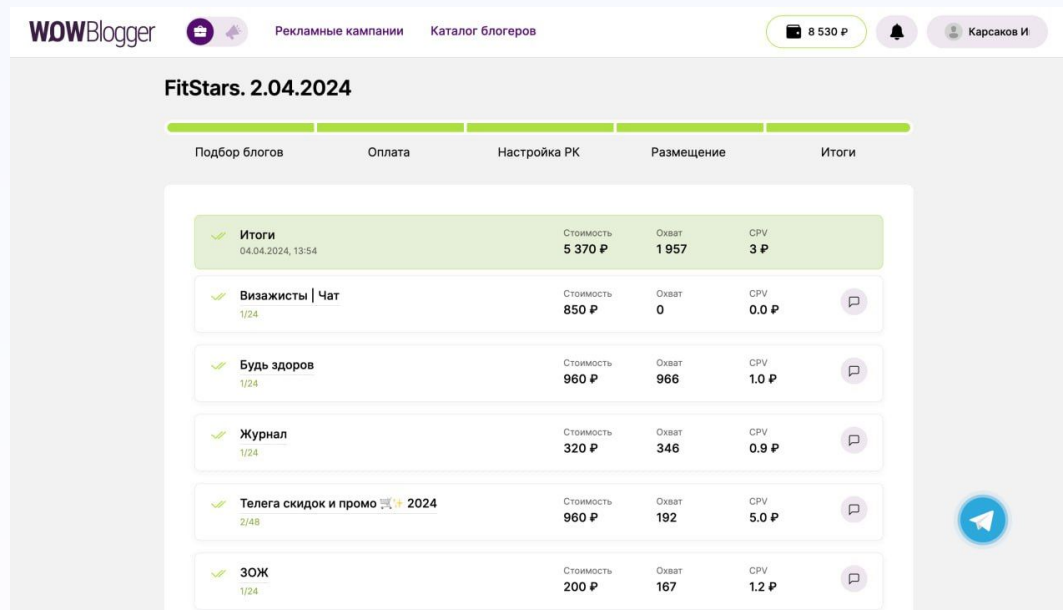 WOWBlogger Рекламные кампании Каталог блогеров 8 530 ₽ Карсаков И
FitStars. 2.04.2024
Подбор блогов Оплата Настройка РК Размещение Итоги
Итоги Стоимость Охват CPV
04.04.2024, 13:54 5 370 ₽ 1 957 3 ₽
Визажисты | Чат Стоимость Охват CPV
1/24 850 ₽ 0 0.0 ₽
Будь здоров Стоимость Охват CPV
1/24 960 ₽ 966 1.0 ₽
Журнал Стоимость Охват CPV
1/24 320 ₽ 346 0.9 ₽
Телега скидок и промо 🛒✨ 2024 Стоимость Охват CPV
2/48 960 ₽ 192 5.0 ₽
ЗОЖ Стоимость Охват CPV
1/24 200 ₽ 167 1.2 ₽